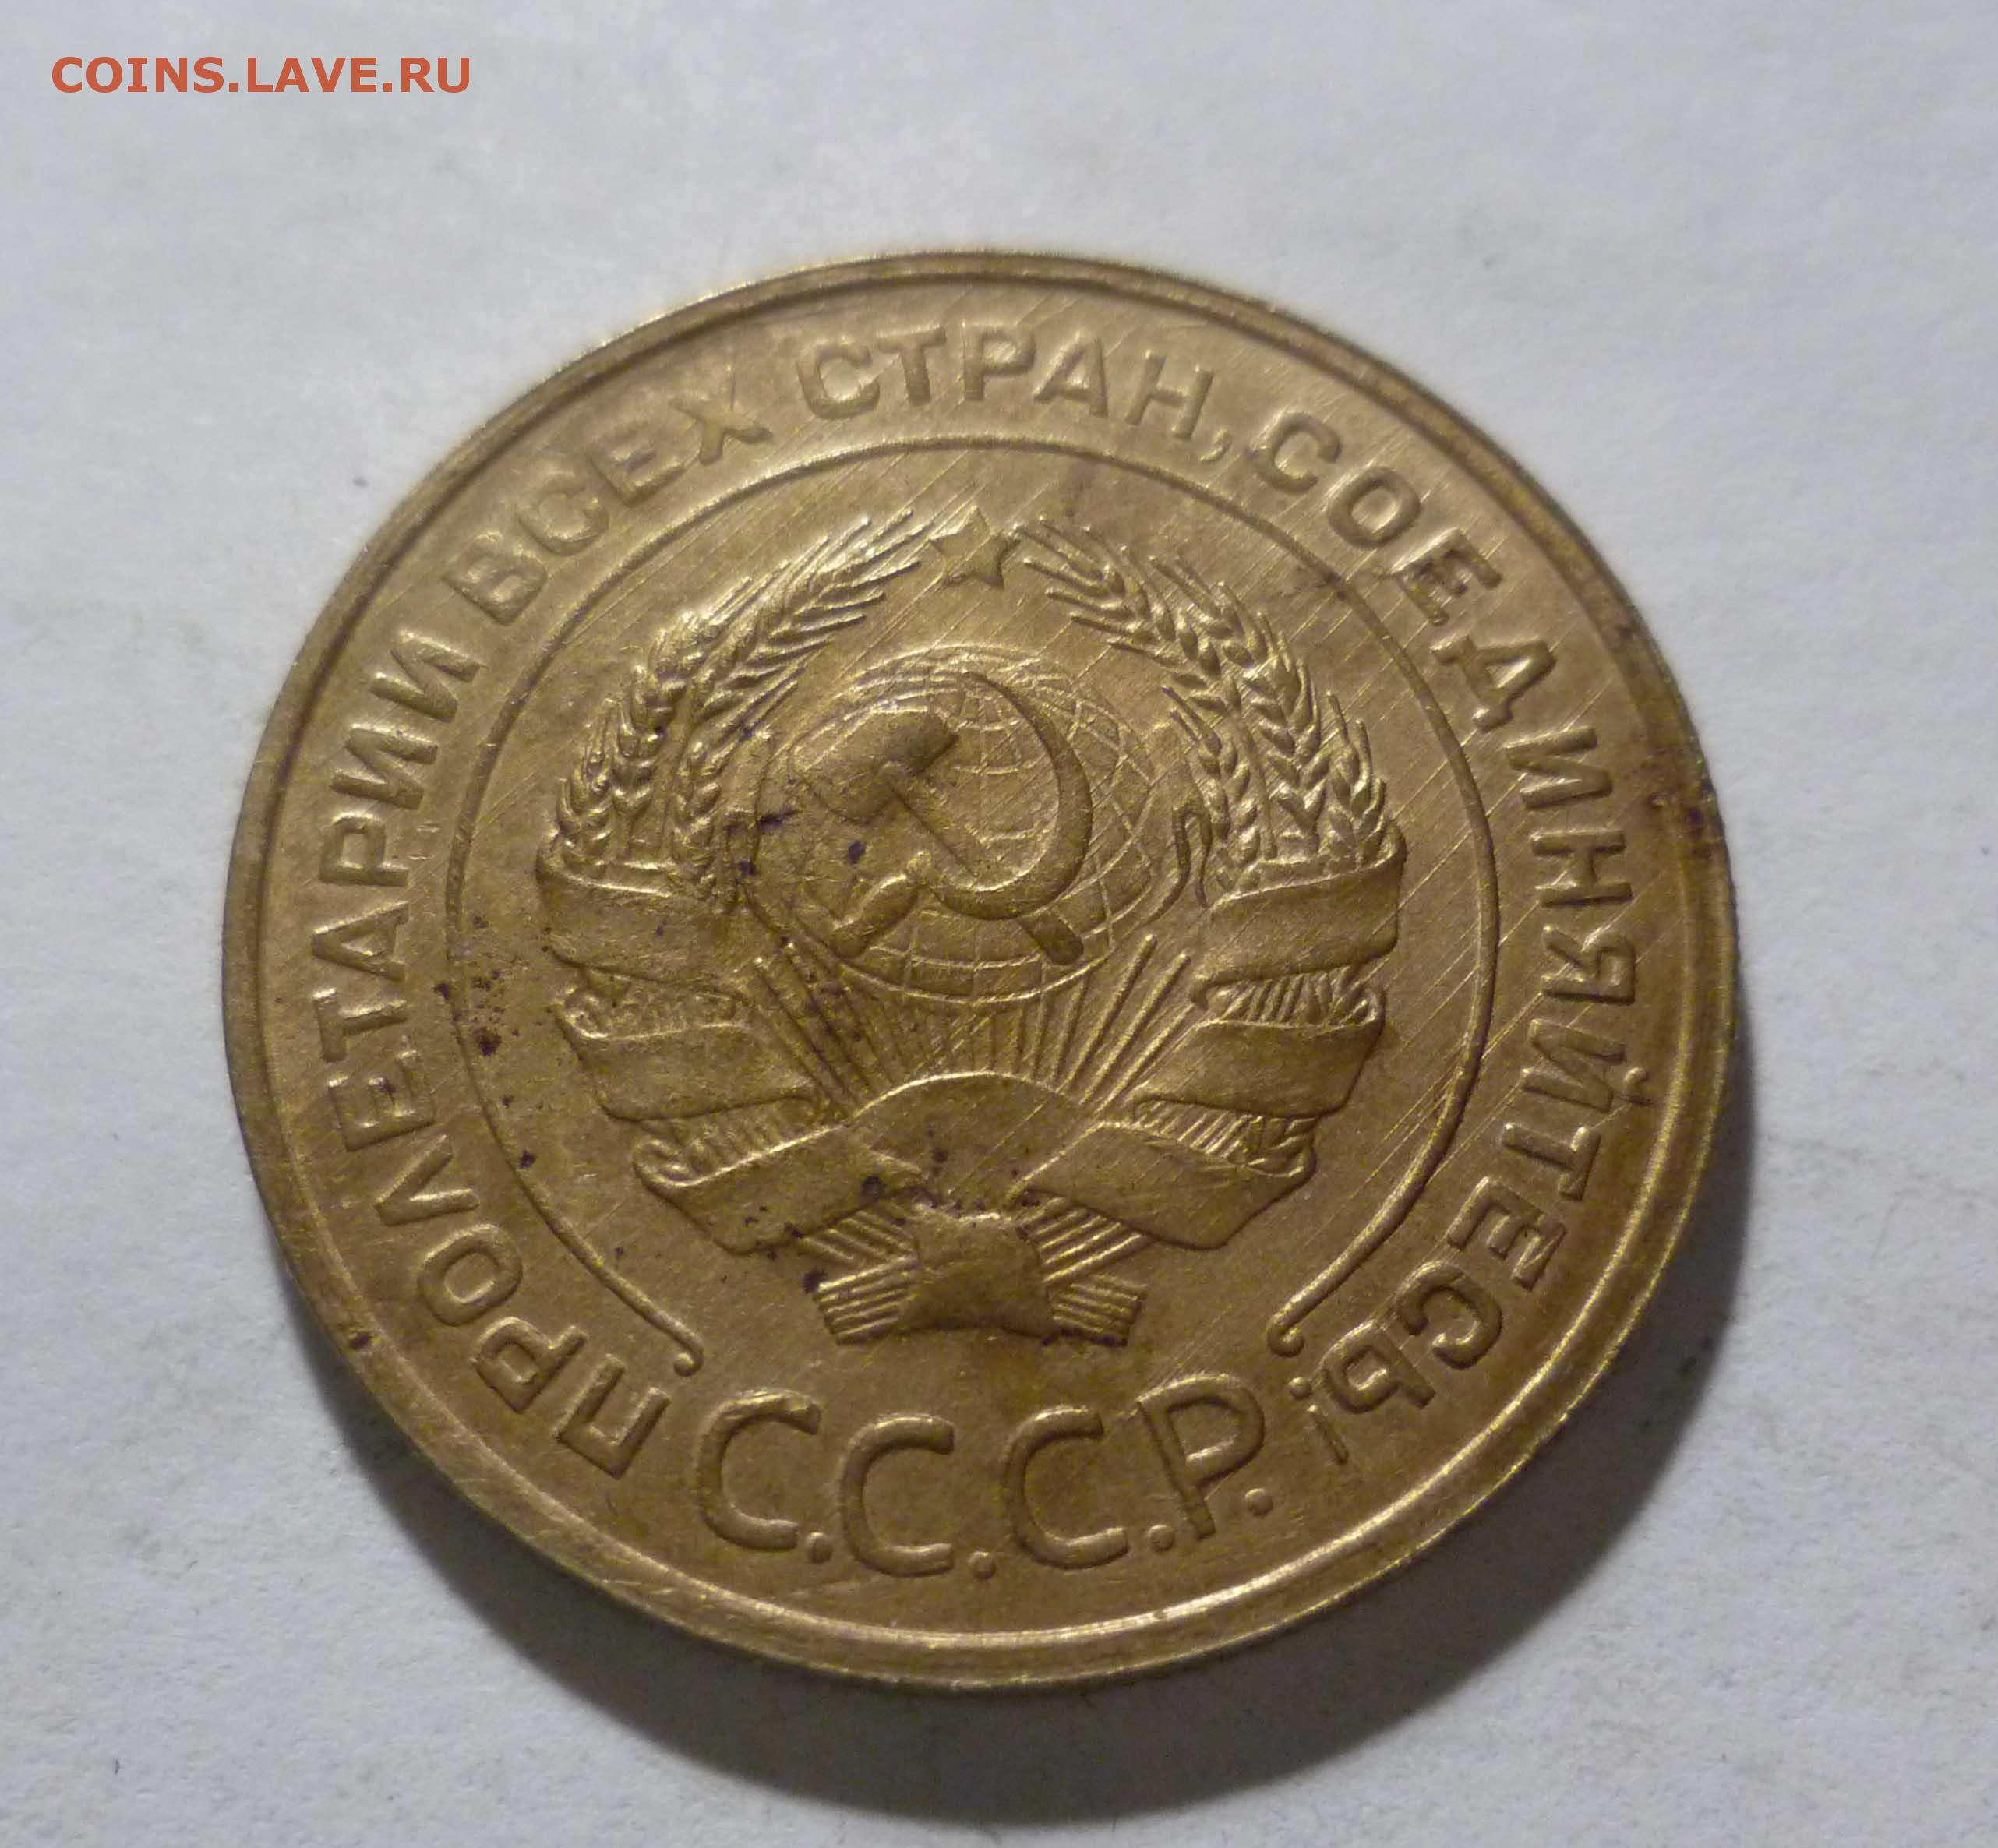 COINS.LAVE.RU
ПРОЛЕТАРИИ ВСЕХ СТРАН, СОЕДИНЯЙТЕСЬ!
С.С.С.Р.